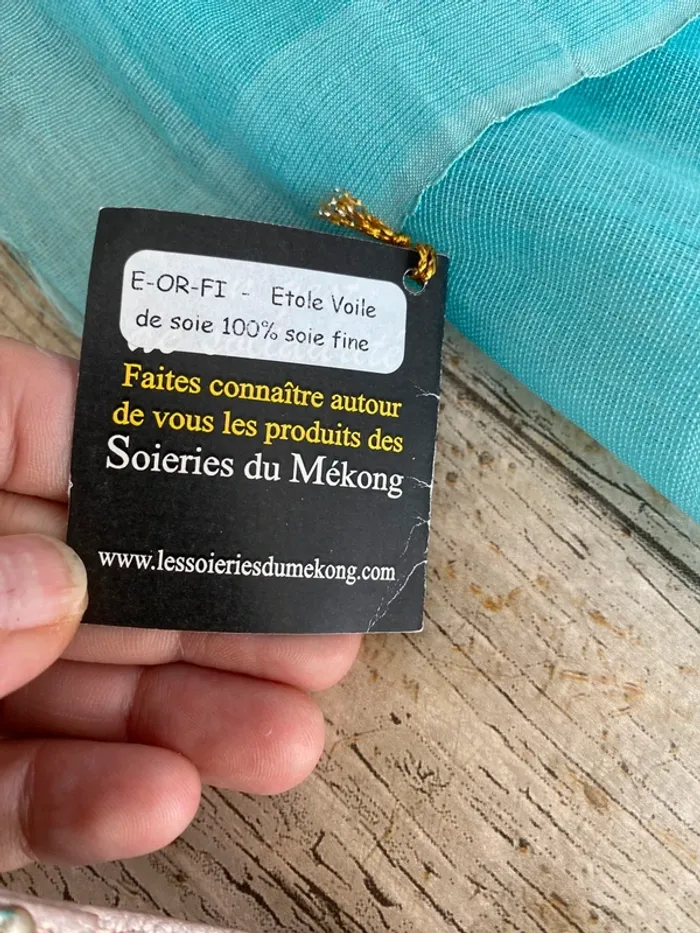 E-OR-FI - Etole Voile
de soie 100% soie fine
Faites connaître autour
de vous les produits des
Soieries du Mékong
www.lessoieriesdumekong.com